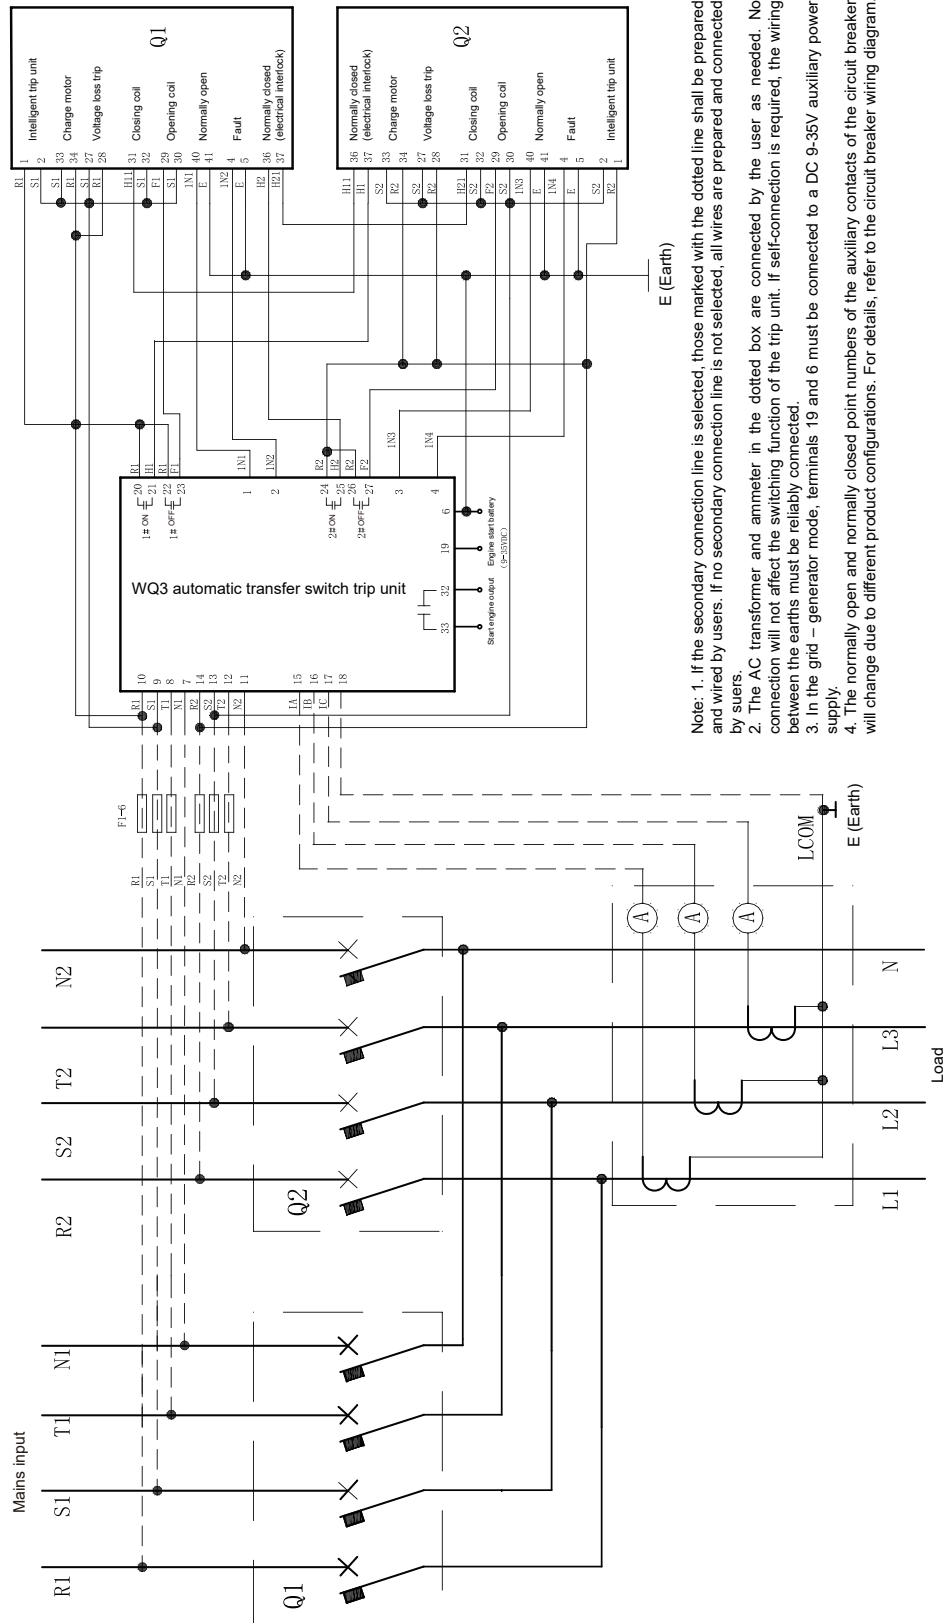 Mains input
R1
S1
T1
N1
R2
S2
T2
N2
Q1
Q2
R1
S1
T1
N1
R2
S2
T2
N2
F1-6
R1
S1
T1
N1
R2
S2
T2
N2
10
9
8
7
14
13
12
11
IA
IB
IC
15
16
17
18
WQ3 automatic transfer switch trip unit
33
32
19
6
Start engine output
Engine start battery
(9-35VDC)
20
21
22
23
1# ON
1# OFF
1
2
24
25
26
27
2# ON
2# OFF
3
4
R1
H1
R1
F1
1N1
1N2
R2
H2
R2
F2
1N3
1N4
Q1
R1
1
Intelligent trip unit
S1
2
S1
33
Charge motor
R1
34
S1
27
Voltage loss trip
R1
28
H11
31
Closing coil
S1
32
F1
29
Opening coil
S1
30
1N1
40
Normally open
E
41
1N2
4
Fault
E
5
H2
36
Normally closed
(electrical interlock)
H21
37
Q2
H11
36
Normally closed
(electrical interlock)
H1
37
S2
33
Charge motor
R2
34
S2
27
Voltage loss trip
R2
28
H21
31
Closing coil
S2
32
F2
29
Opening coil
S2
30
1N3
40
Normally open
E
41
1N4
4
Fault
E
5
S2
2
Intelligent trip unit
R2
1
E (Earth)
A
A
A
LCOM
E (Earth)
L1
L2
L3
N
Load
Note: 1. If the secondary connection line is selected, those marked with the dotted line shall be prepared
and wired by users. If no secondary connection line is not selected, all wires are prepared and connected
by suers.
2. The AC transformer and ammeter in the dotted box are connected by the user as needed. No
connection will not affect the switching function of the trip unit. If self-connection is required, the wiring
between the earths must be reliably connected.
3. In the grid – generator mode, terminals 19 and 6 must be connected to a DC 9-35V auxiliary power
supply.
4. The normally open and normally closed point numbers of the auxiliary contacts of the circuit breaker
will change due to different product configurations. For details, refer to the circuit breaker wiring diagram.